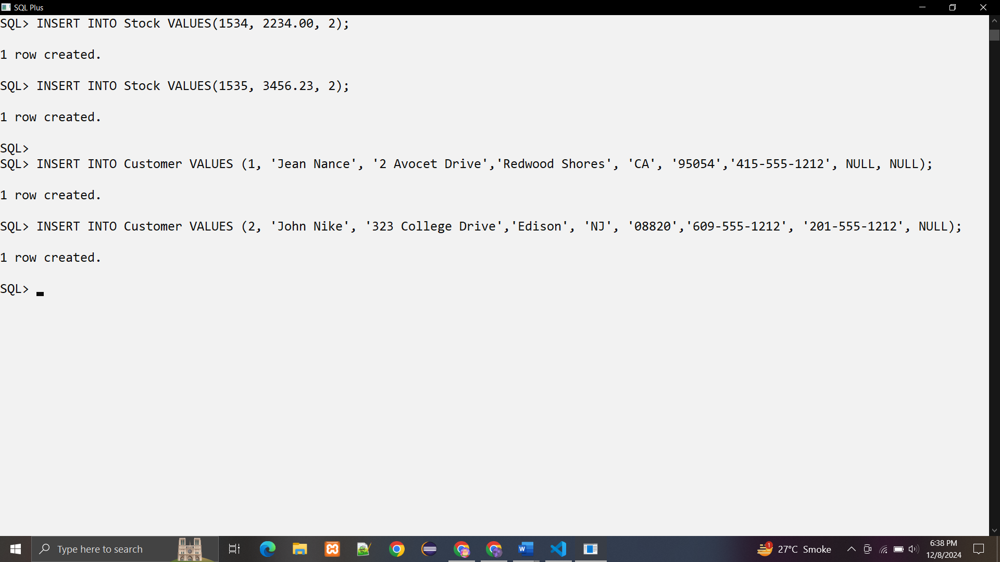 SQL Plus
SQL> INSERT INTO Stock VALUES(1534, 2234.00, 2);
1 row created.
SQL> INSERT INTO Stock VALUES(1535, 3456.23, 2);
1 row created.
SQL>
SQL> INSERT INTO Customer VALUES (1, 'Jean Nance', '2 Avocet Drive','Redwood Shores', 'CA', '95054','415-555-1212', NULL, NULL);
1 row created.
SQL> INSERT INTO Customer VALUES (2, 'John Nike', '323 College Drive','Edison', 'NJ', '08820','609-555-1212', '201-555-1212', NULL);
1 row created.
SQL>
Type here to search
1
27°C Smoke
6:38 PM
12/8/2024